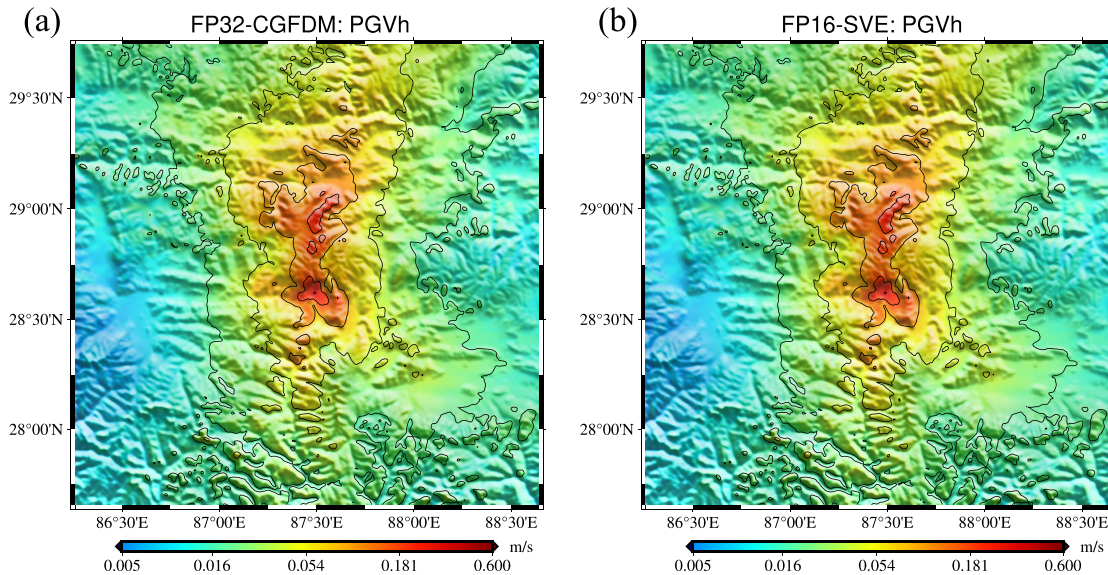 (a) FP32-CGFDM: PGVh
29°30'N
29°00'N
28°30'N
28°00'N
86°30'E 87°00'E 87°30'E 88°00'E 88°30'E
m/s
0.005 0.016 0.054 0.181 0.600
(b) FP16-SVE: PGVh
29°30'N
29°00'N
28°30'N
28°00'N
86°30'E 87°00'E 87°30'E 88°00'E 88°30'E
m/s
0.005 0.016 0.054 0.181 0.600